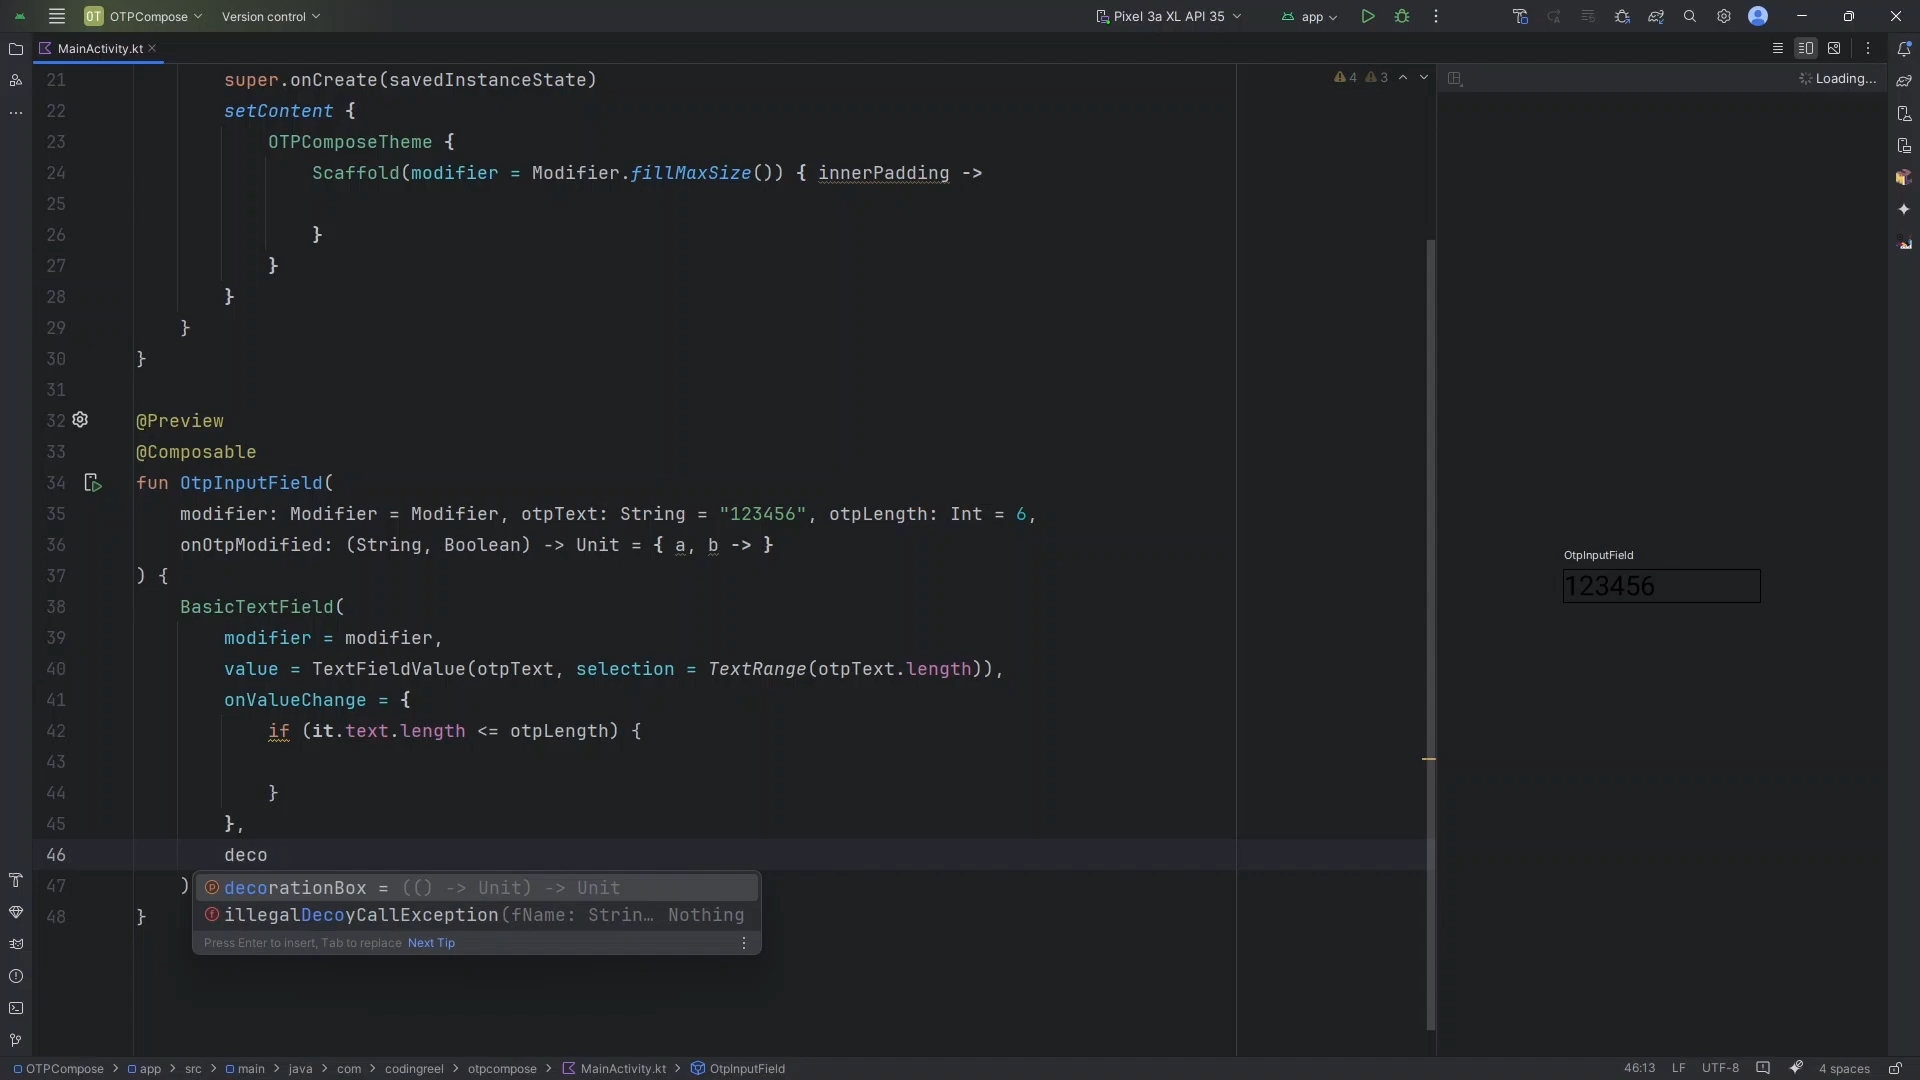 OT OTPCompose Version control Pixel 3a XL API 35 app
MainActivity.kt
4 3 Loading...
21 super.onCreate(savedInstanceState)
22 setContent {
23 OTPComposeTheme {
24 Scaffold(modifier = Modifier.fillMaxSize()) { innerPadding ->
25
26 }
27 }
28 }
29 }
30 }
31
32 @Preview
33 @Composable
34 fun OtpInputField(
35 modifier: Modifier = Modifier, otpText: String = "123456", otpLength: Int = 6,
36 onOtpModified: (String, Boolean) -> Unit = { a, b -> }
37 ) {
38 BasicTextField(
39 modifier = modifier,
40 value = TextFieldValue(otpText, selection = TextRange(otpText.length)),
41 onValueChange = {
42 if (it.text.length <= otpLength) {
43
44 }
45 },
46 deco
47 )
48 }
decorationBox = (() -> Unit) -> Unit
illegalDecoyCallException(fName: Strin… Nothing
Press Enter to insert, Tab to replace Next Tip
OtpInputField
123456
OTPCompose > app > src > main > java > com > codingreel > otpcompose > MainActivity.kt > OtpInputField 46:13 LF UTF-8 4 spaces